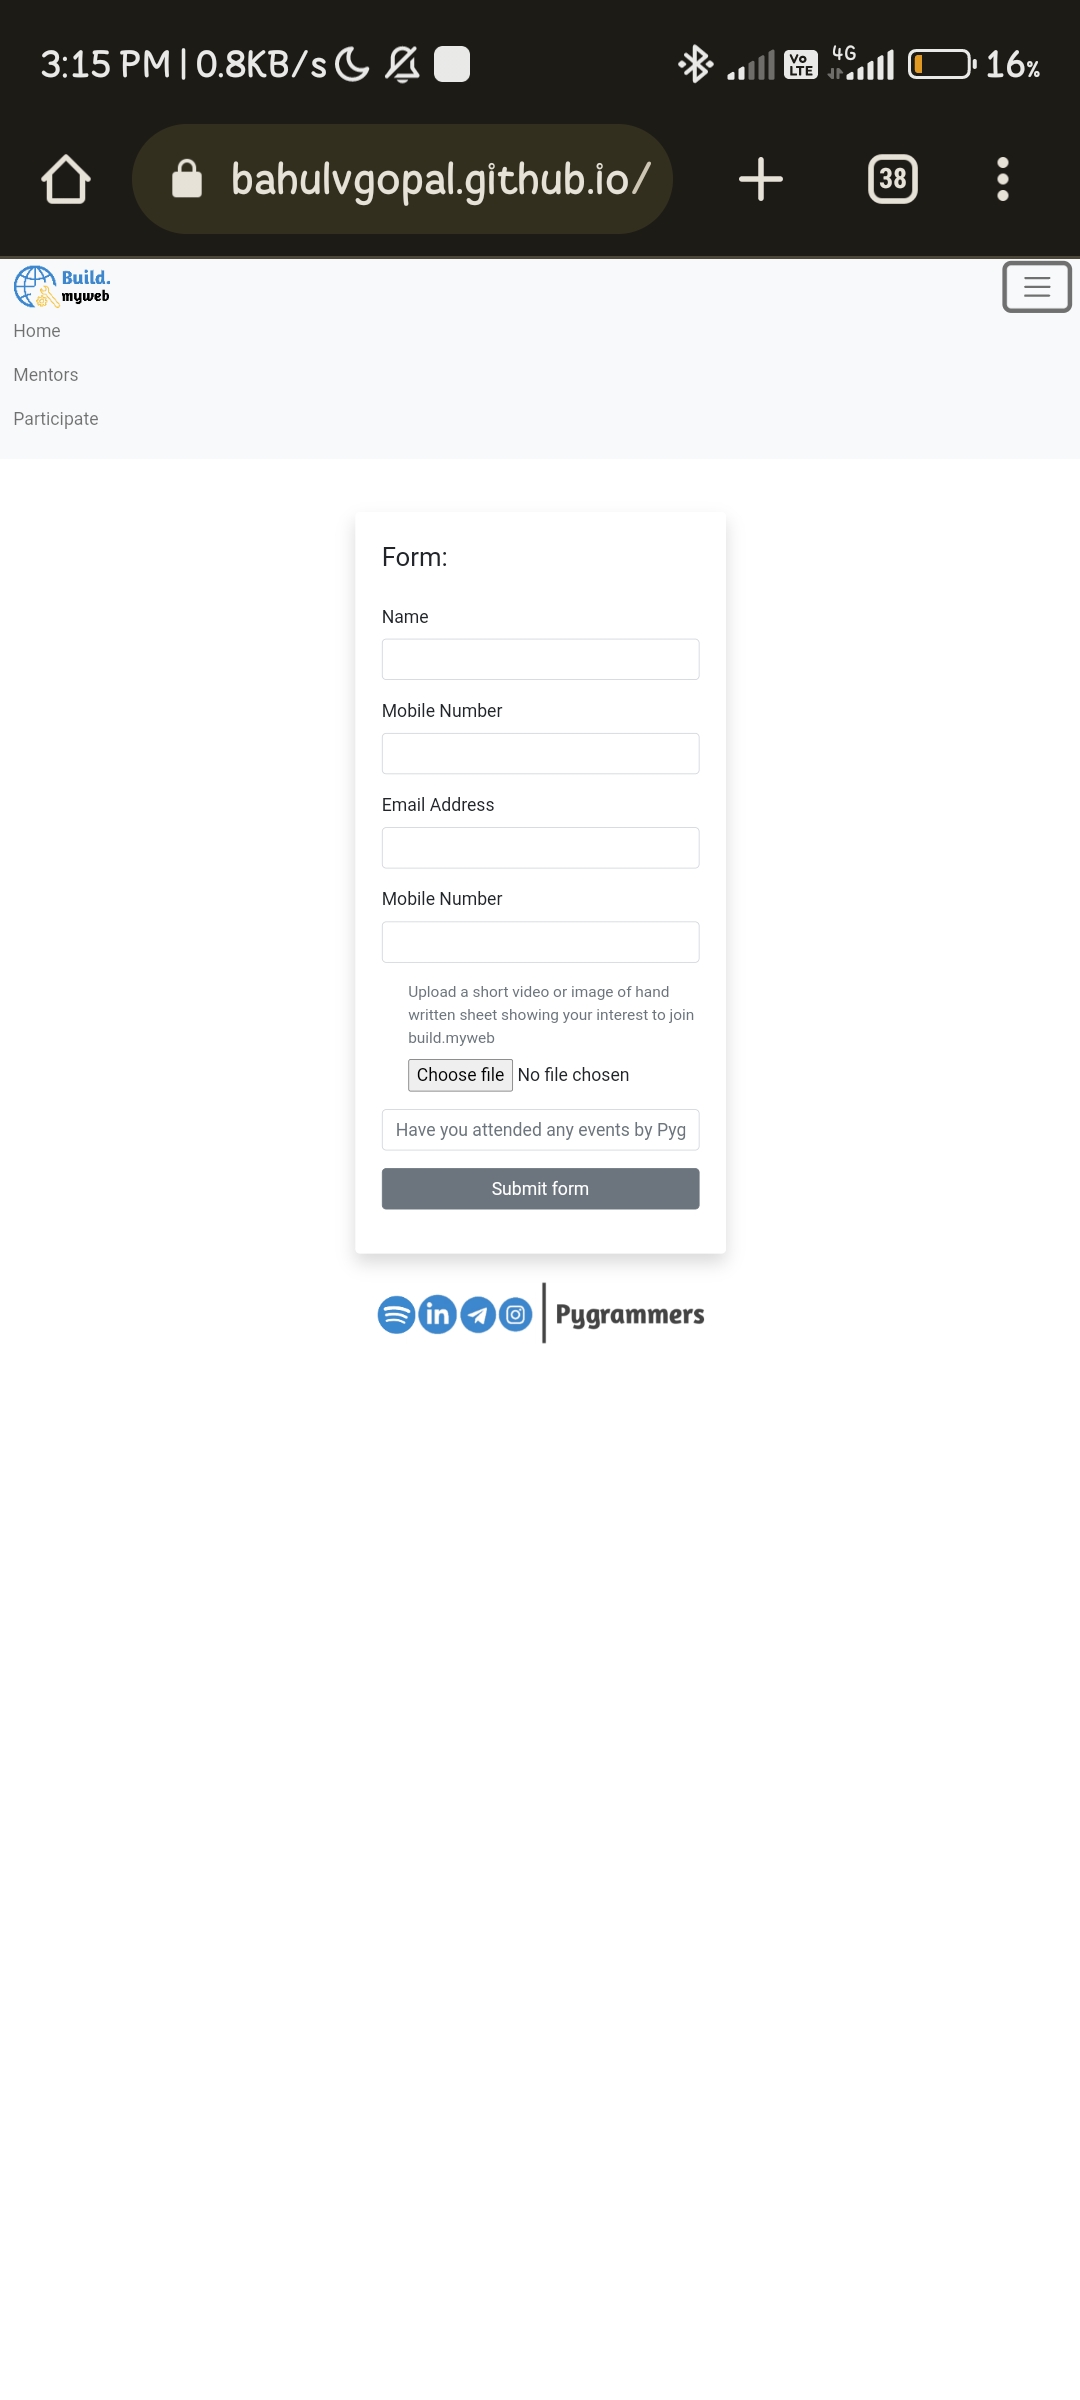 3:15 PM | 0.8KB/s
Vo LTE
4G
16%
bahulvgopal.github.io/
38
Build.
myweb
Home
Mentors
Participate
Form:
Name
Mobile Number
Email Address
Mobile Number
Upload a short video or image of hand
written sheet showing your interest to join
build.myweb
Choose file No file chosen
Have you attended any events by Pyg
Submit form
in
Pygrammers